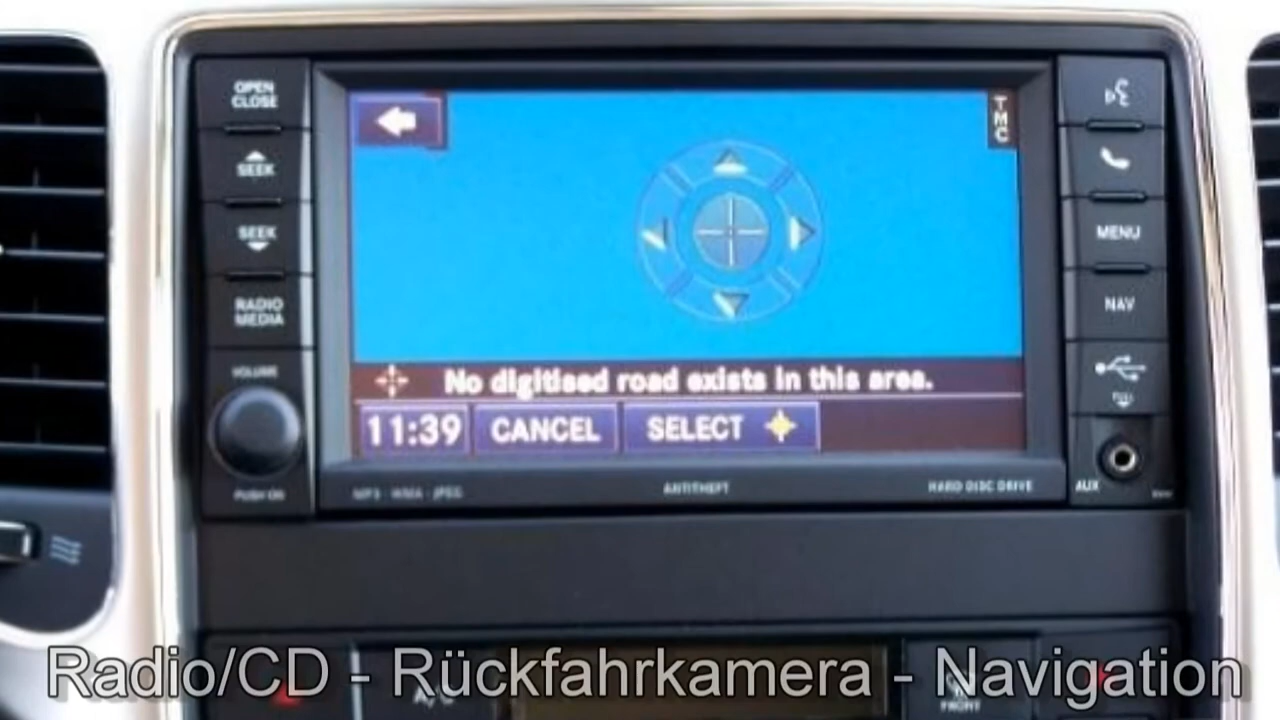 OPEN
CLOSE
SEEK
SEEK
RADIO
MEDIA
VOLUME
PUSH ON
TMC
No digitised road exists in this area.
11:39 CANCEL SELECT
MP3 · WMA · JPEG ANTITHEFT HARD DISC DRIVE
MENU
NAV
AUX
A/C
FRONT
Radio/CD - Rückfahrkamera - Navigation